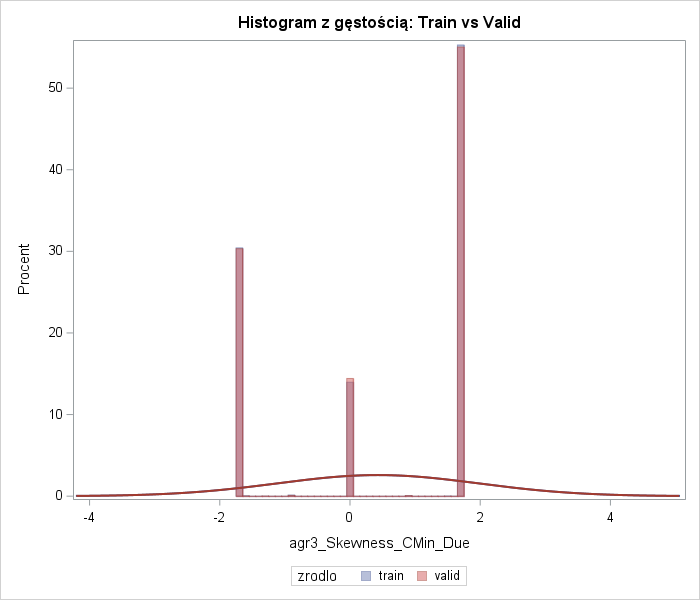 Histogram z gęstością: Train vs Valid
50
40
30
20
10
0
Procent
-4
-2
0
2
4
agr3_Skewness_CMin_Due
zrodlo train valid